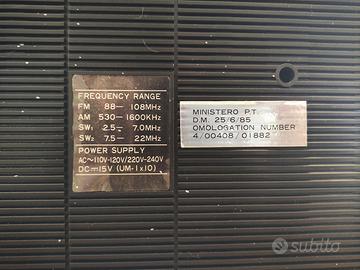 FREQUENCY RANGE
FM 88– 108MHz
AM 530–1600KHz
SW1 2.5– 7.0MHz
SW2 7.5– 22MHz
POWER SUPPLY
AC~110V-120V/220V-240V
DC⎓15V (UM-1x10)
MINISTERO P.T.
D.M. 25/6/85
OMOLOGATION NUMBER
4/00408/01882
subito